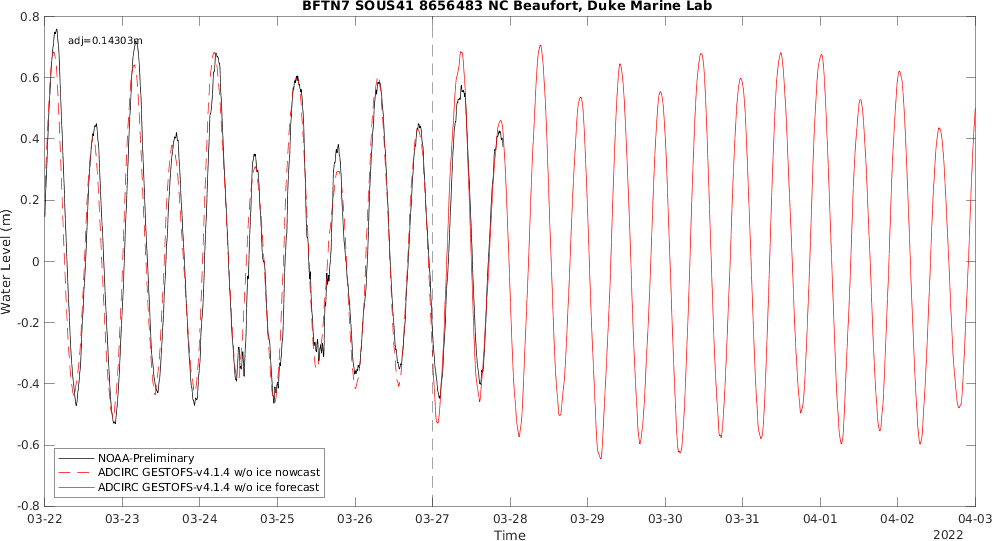 BFTN7 SOUS41 8656483 NC Beaufort, Duke Marine Lab
adj=0.14303m
Water Level (m)
0.8
0.6
0.4
0.2
0
-0.2
-0.4
-0.6
-0.8
NOAA-Preliminary
ADCIRC GESTOFS-v4.1.4 w/o ice nowcast
ADCIRC GESTOFS-v4.1.4 w/o ice forecast
03-22 03-23 03-24 03-25 03-26 03-27 03-28 03-29 03-30 03-31 04-01 04-02 04-03
Time
2022